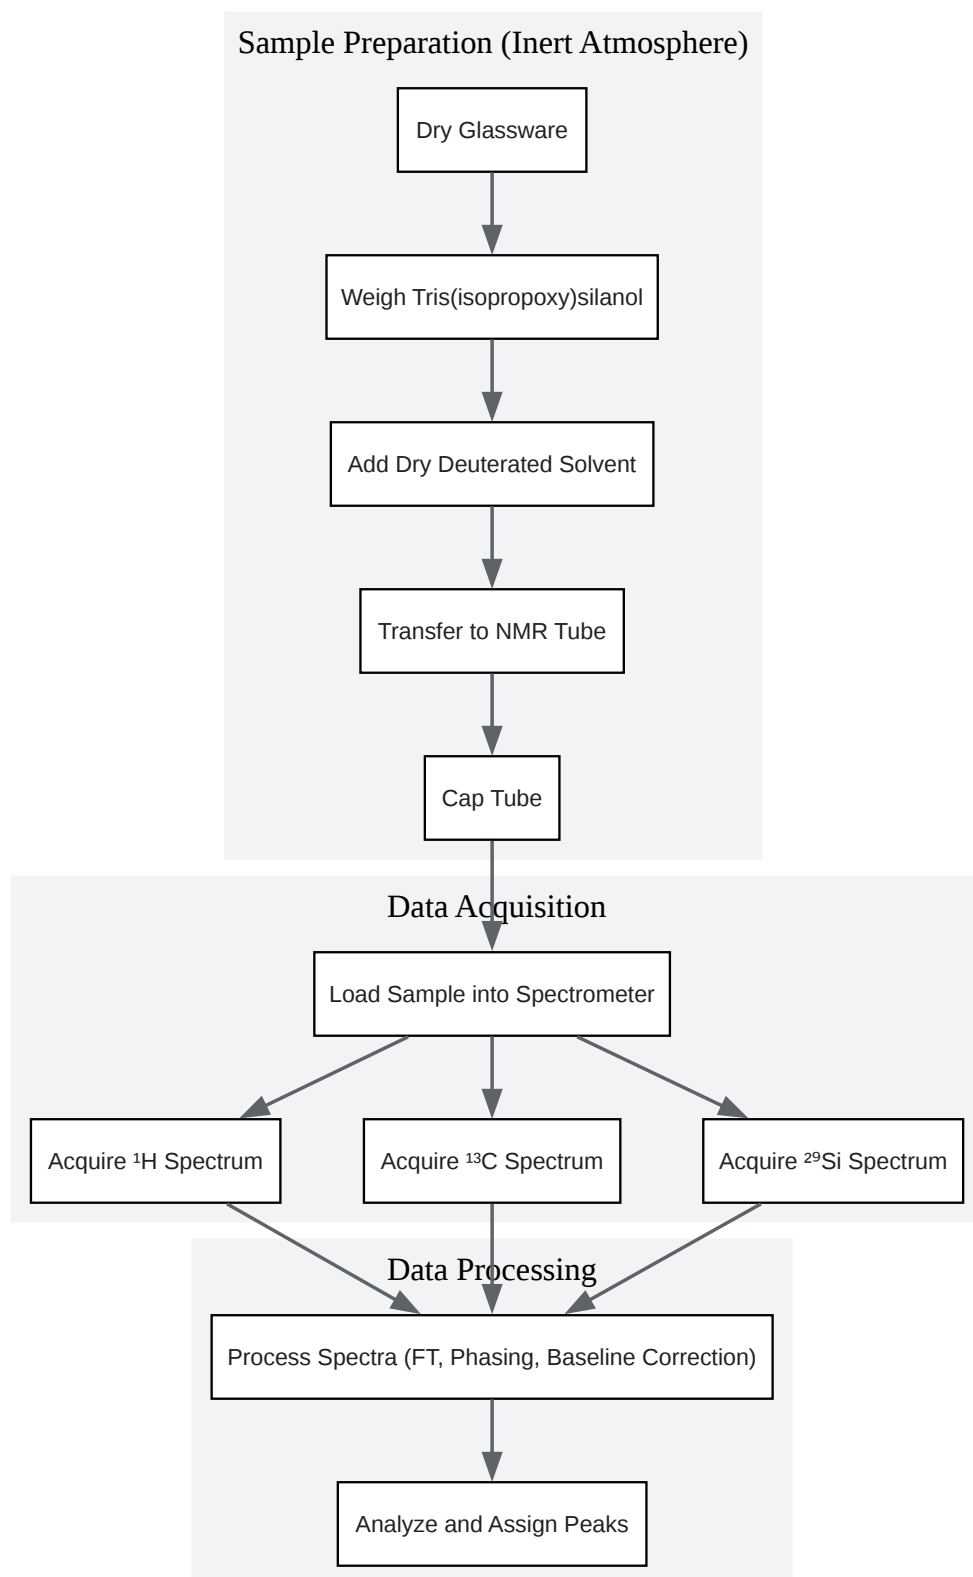 Sample Preparation (Inert Atmosphere)
Dry Glassware
Weigh Tris(isopropoxy)silanol
Add Dry Deuterated Solvent
Transfer to NMR Tube
Cap Tube
Data Acquisition
Load Sample into Spectrometer
Acquire ¹H Spectrum
Acquire ¹³C Spectrum
Acquire ²⁹Si Spectrum
Data Processing
Process Spectra (FT, Phasing, Baseline Correction)
Analyze and Assign Peaks